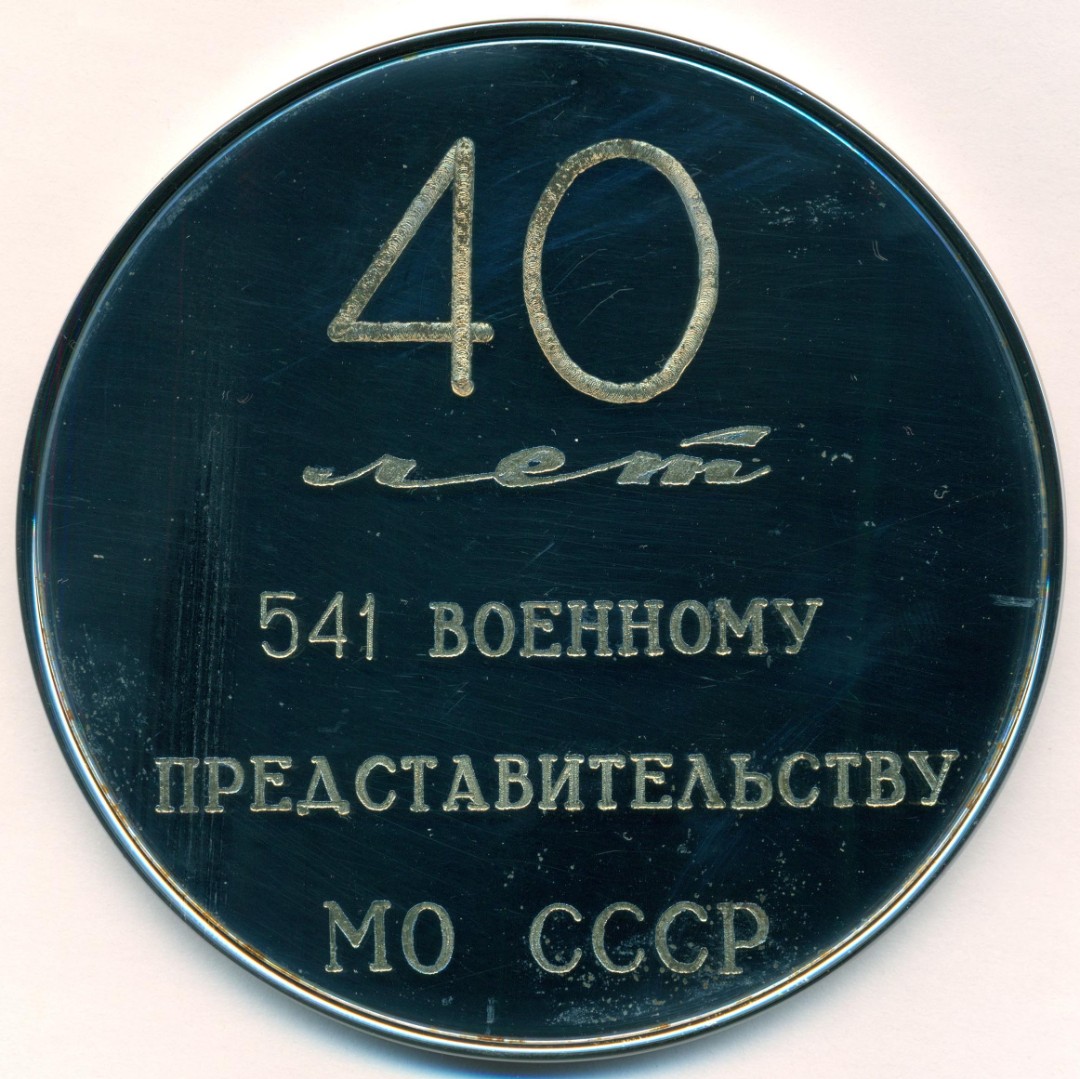 40
лет
541 ВОЕННОМУ
ПРЕДСТАВИТЕЛЬСТВУ
МО СССР